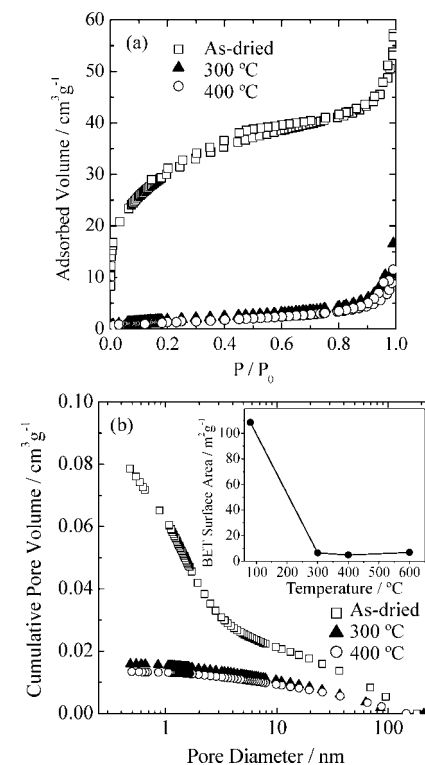 (a)
As-dried
300 ºC
400 ºC
60
50
40
30
20
10
0
Adsorbed Volume / cm³g⁻¹
0.0 0.2 0.4 0.6 0.8 1.0
P / P₀
(b)
0.10
0.08
0.06
0.04
0.02
0.00
Cumulative Pore Volume / cm³g⁻¹
100
80
60
40
20
0
BET Surface Area / m²g⁻¹
100 200 300 400 500 600
Temperature / ºC
As-dried
300 ºC
400 ºC
1 10 100
Pore Diameter / nm